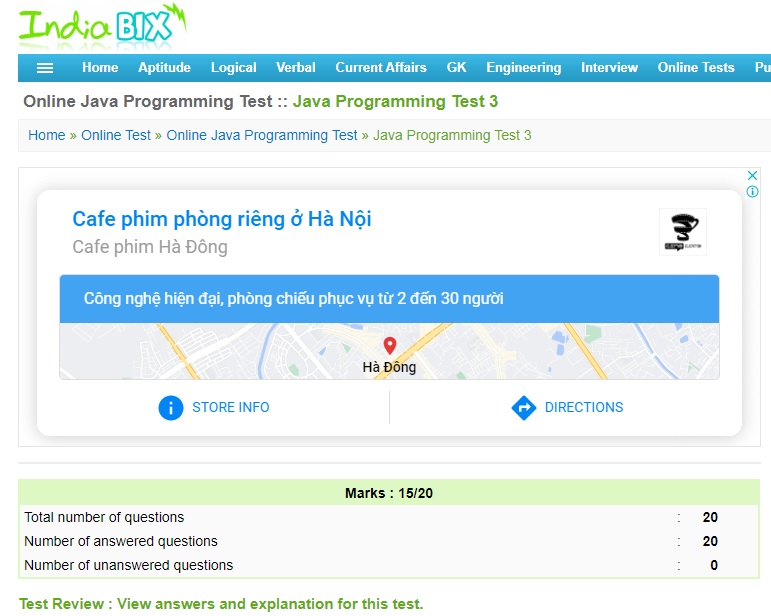 India BIX
Home Aptitude Logical Verbal Current Affairs GK Engineering Interview Online Tests Pu
Online Java Programming Test :: Java Programming Test 3
Home » Online Test » Online Java Programming Test » Java Programming Test 3
Cafe phim phòng riêng ở Hà Nội
Cafe phim Hà Đông
Công nghệ hiện đại, phòng chiếu phục vụ từ 2 đến 30 người
Hà Đông
STORE INFO DIRECTIONS
Marks : 15/20
Total number of questions : 20
Number of answered questions : 20
Number of unanswered questions : 0
Test Review : View answers and explanation for this test.